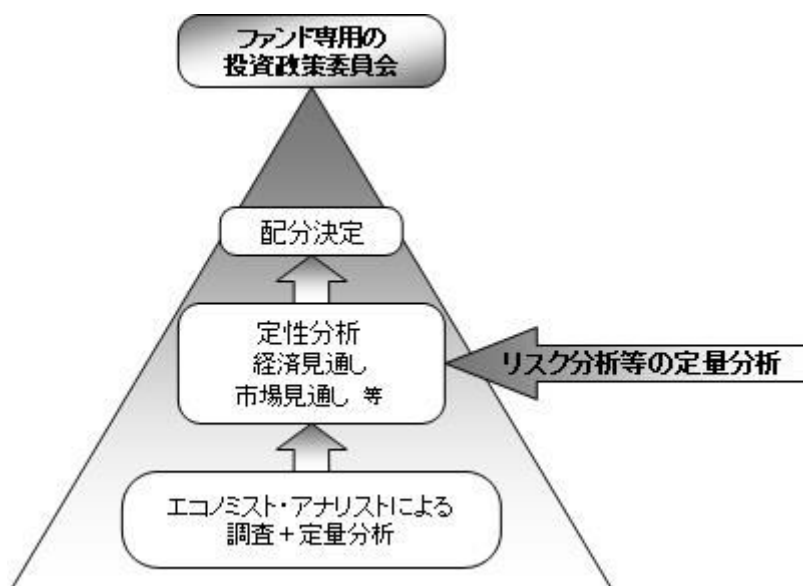 ファンド専用の
投資政策委員会
配分決定
定性分析
経済見通し
市場見通し 等
リスク分析等の定量分析
エコノミスト・アナリストによる
調査＋定量分析